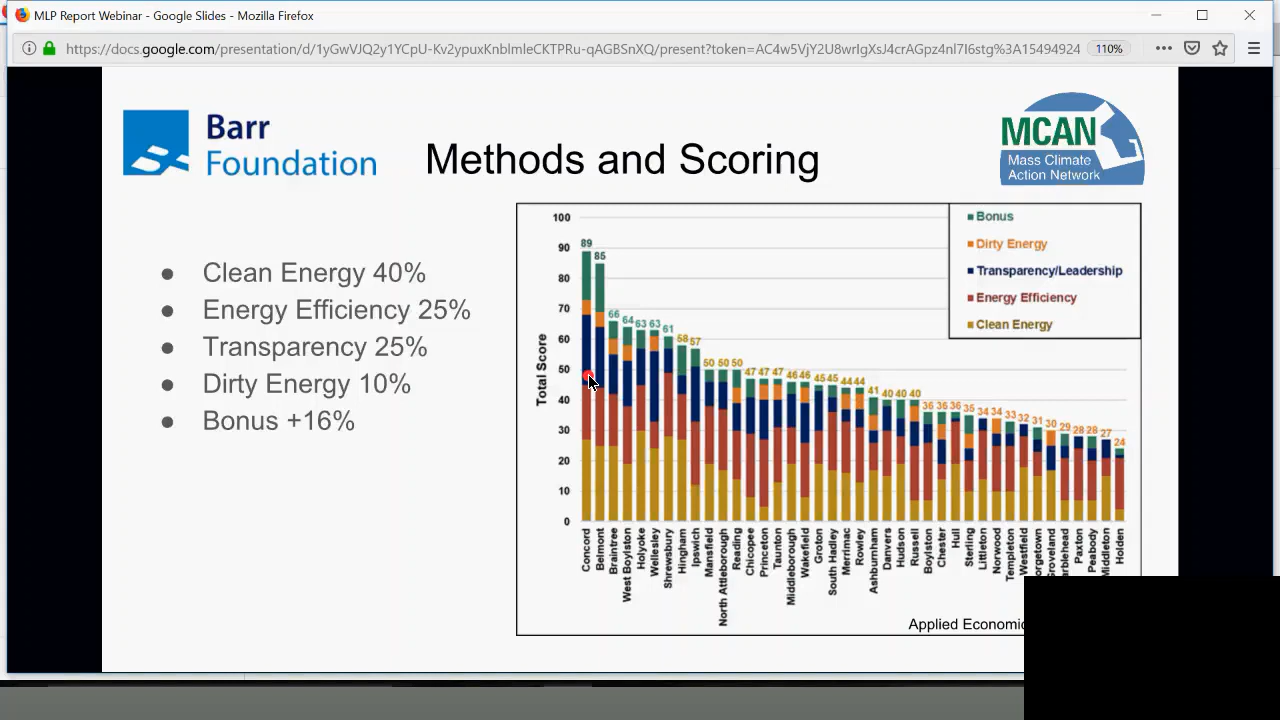 MLP Report Webinar - Google Slides - Mozilla Firefox
https://docs.google.com/presentation/d/1yGwVJQ2y1YCpU-Kv2ypuxKnblmleCKTPRu-qAGBSnXQ/present?token=AC4w5VjY2U8wrIgXsJ4crAGpz4nl7I6stg%3A15494924
110%
Barr
Foundation
Methods and Scoring
MCAN
Mass Climate
Action Network
● Clean Energy 40%
● Energy Efficiency 25%
● Transparency 25%
● Dirty Energy 10%
● Bonus +16%
Bonus
Dirty Energy
Transparency/Leadership
Energy Efficiency
Clean Energy
Total Score
100
90
80
70
60
50
40
30
20
10
0
89 85 66 64 63 63 61 58 57 50 50 50 47 47 47 46 46 45 45 44 44 41 40 40 40 36 36 36 35 34 34 33 32 31 30 29 28 28 27 24
Concord
Belmont
Braintree
West Boylston
Holyoke
Wellesley
Shrewsbury
Hingham
Ipswich
Mansfield
North Attleborough
Reading
Chicopee
Princeton
Taunton
Middleborough
Wakefield
Groton
South Hadley
Merrimac
Rowley
Ashburnham
Danvers
Hudson
Russell
Boylston
Chester
Hull
Sterling
Littleton
Norwood
Templeton
Westfield
orgetown
Groveland
arblehead
Paxton
Peabody
Middleton
Holden
Applied Economic